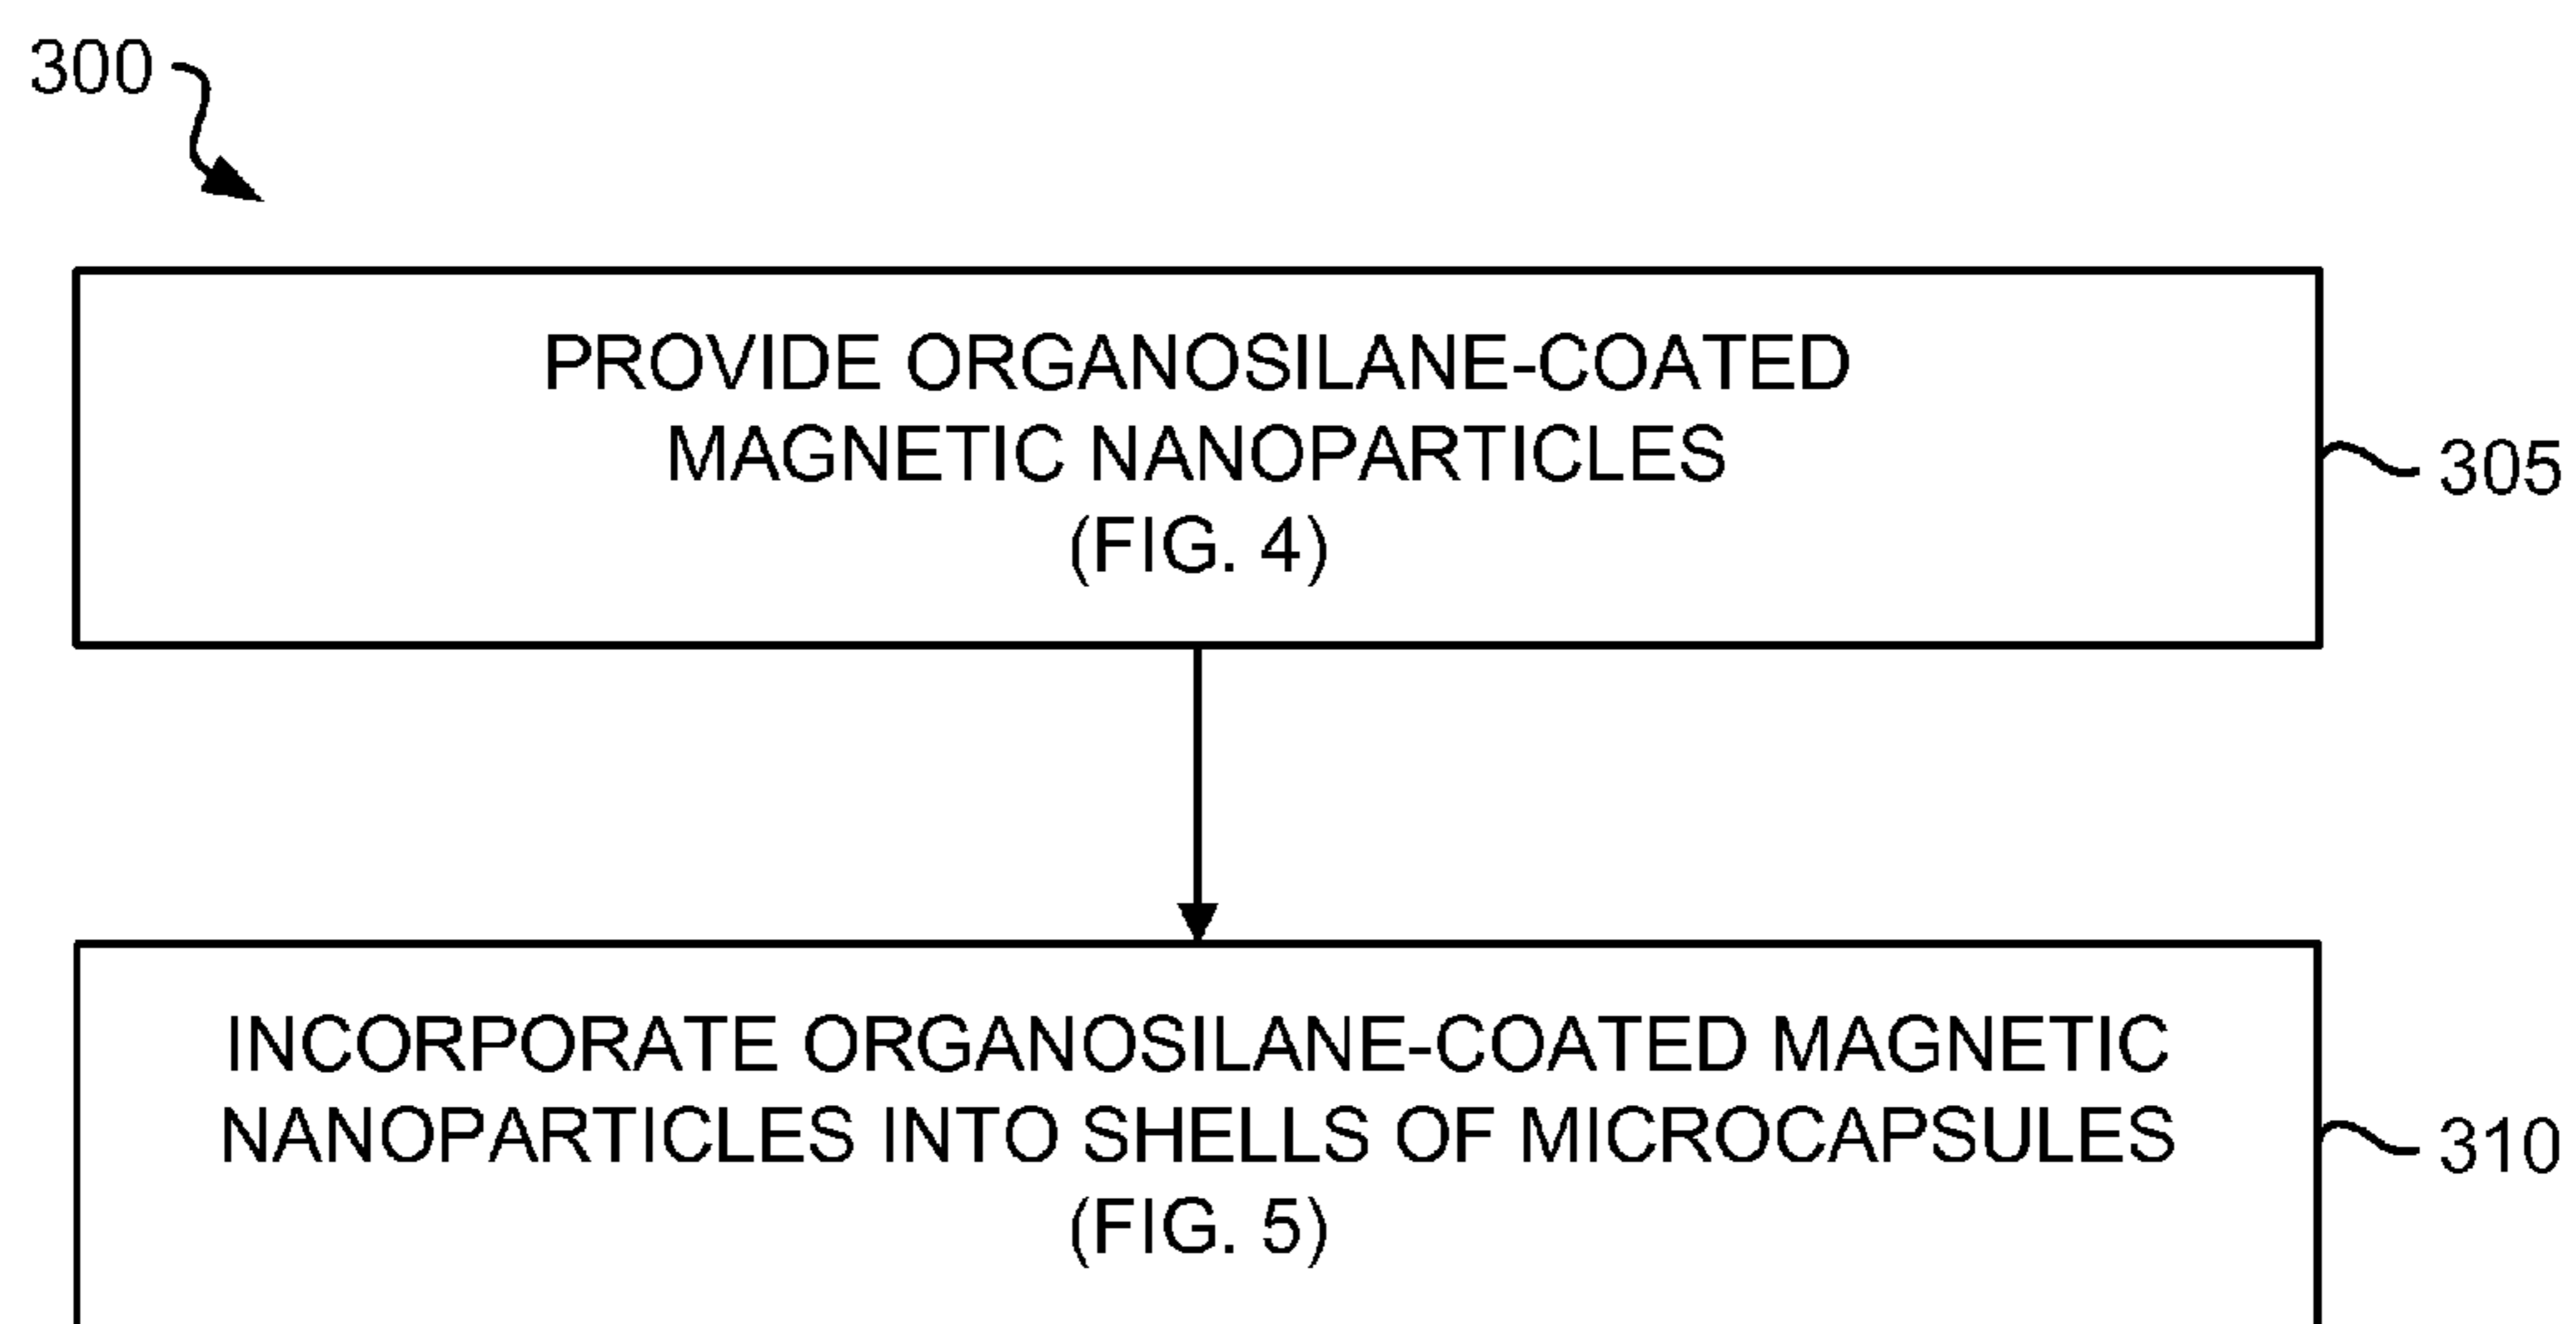 300
PROVIDE ORGANOSILANE-COATED
MAGNETIC NANOPARTICLES
(FIG. 4)
305
INCORPORATE ORGANOSILANE-COATED MAGNETIC
NANOPARTICLES INTO SHELLS OF MICROCAPSULES
(FIG. 5)
310